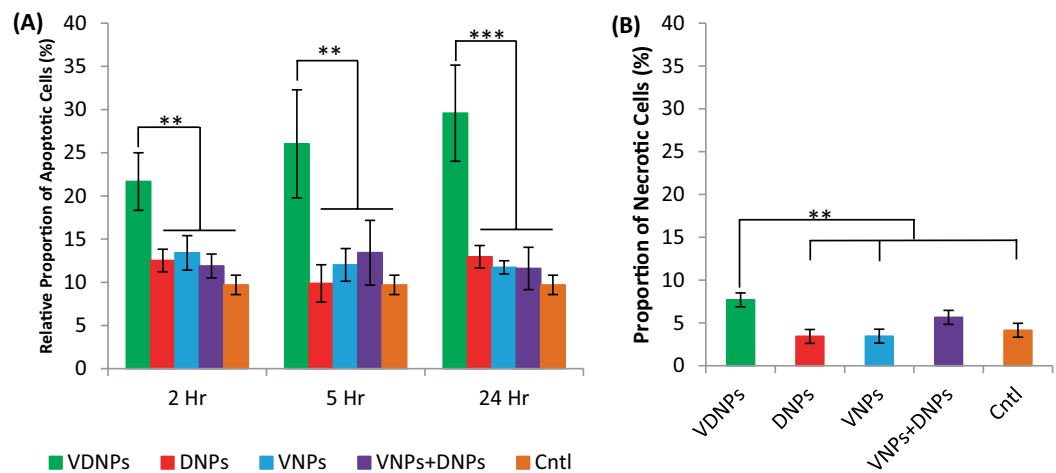 (A)
Relative Proportion of Apoptotic Cells (%)
40
35
30
25
20
15
10
5
0
**
**
***
2 Hr
5 Hr
24 Hr
VDNPs
DNPs
VNPs
VNPs+DNPs
Cntl
(B)
Proportion of Necrotic Cells (%)
40
35
30
25
20
15
10
5
0
**
VDNPs
DNPs
VNPs
VNPs+DNPs
Cntl